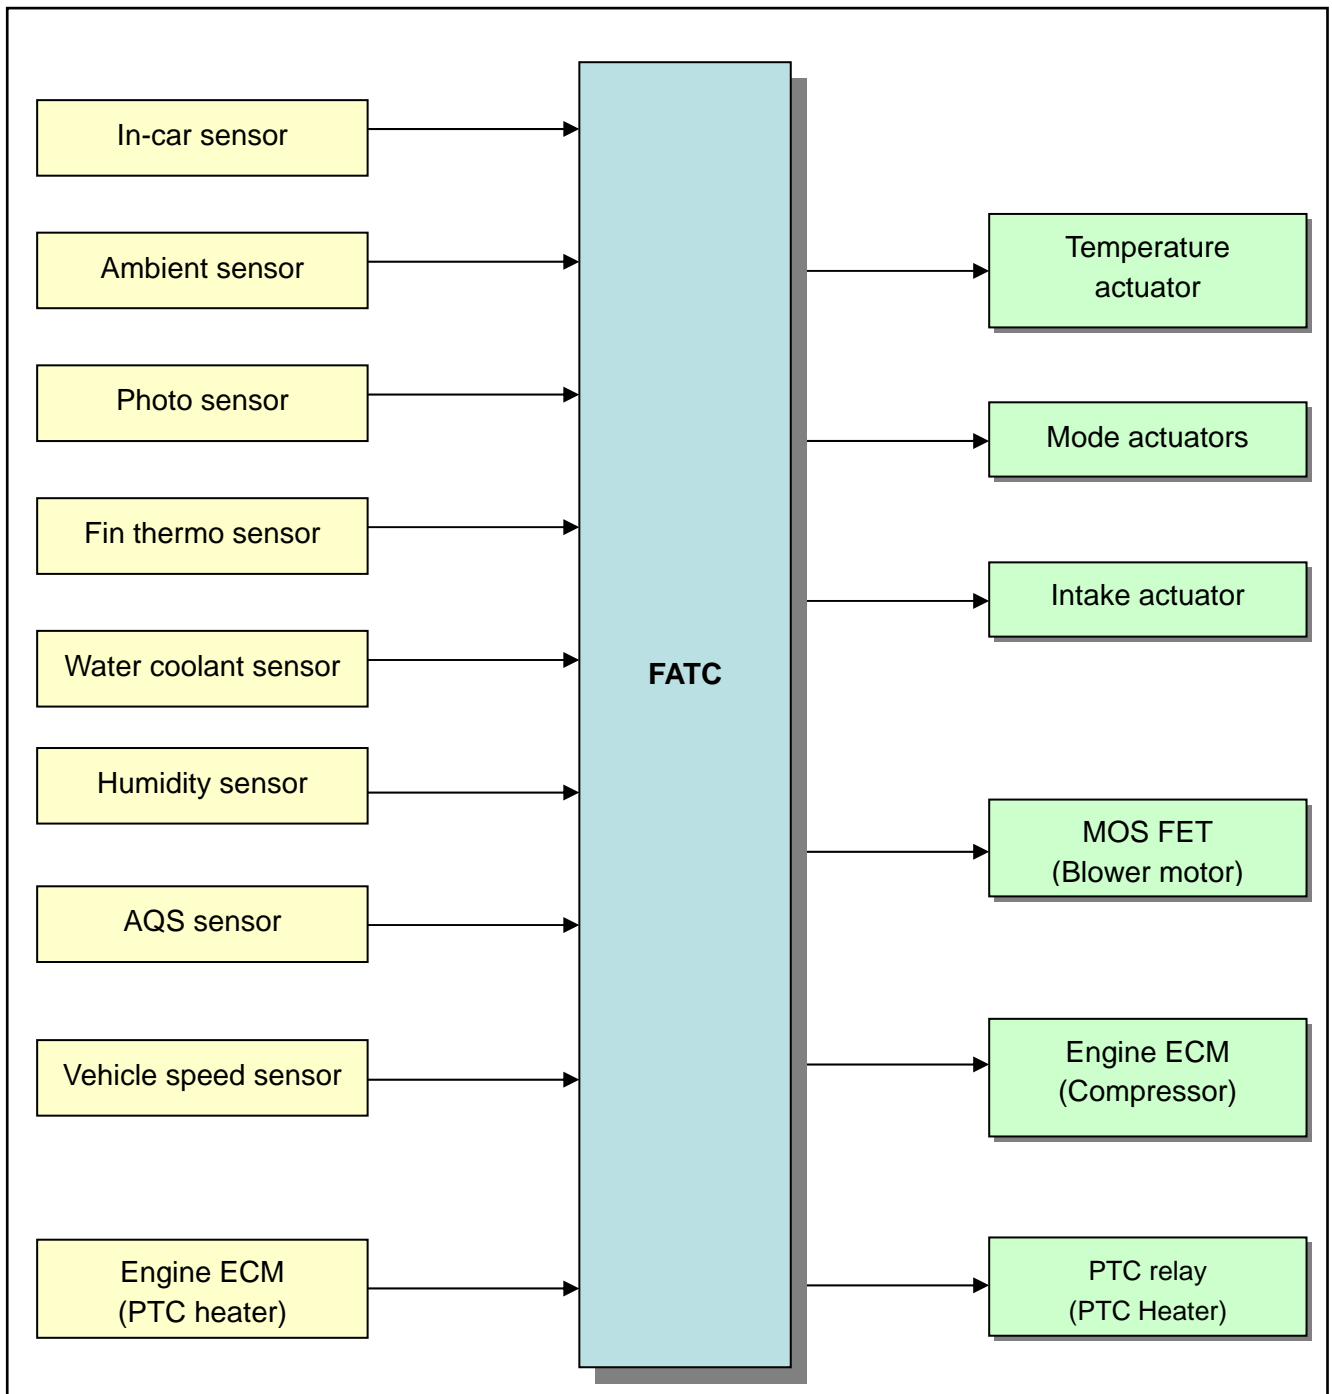 In-car sensor
Ambient sensor
Photo sensor
Fin thermo sensor
Water coolant sensor
Humidity sensor
AQS sensor
Vehicle speed sensor
Engine ECM
(PTC heater)
FATC
Temperature
actuator
Mode actuators
Intake actuator
MOS FET
(Blower motor)
Engine ECM
(Compressor)
PTC relay
(PTC Heater)